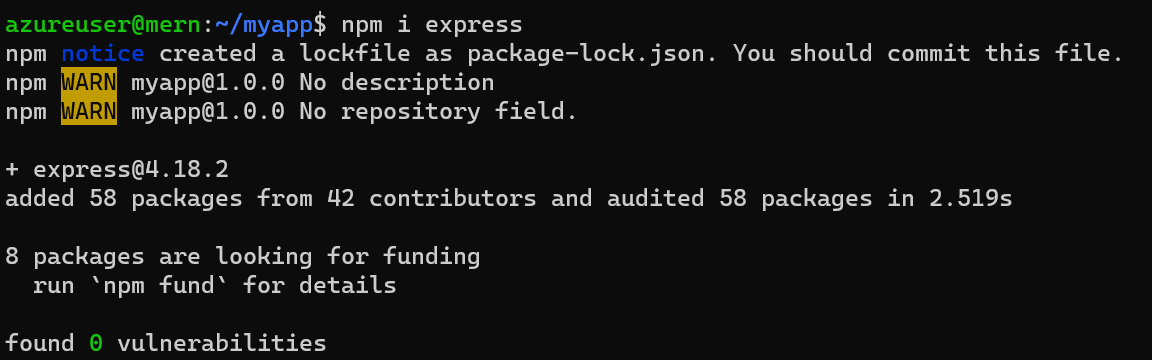 azureuser@mern:~/myapp$ npm i express
npm notice created a lockfile as package-lock.json. You should commit this file.
npm WARN myapp@1.0.0 No description
npm WARN myapp@1.0.0 No repository field.
+ express@4.18.2
added 58 packages from 42 contributors and audited 58 packages in 2.519s
8 packages are looking for funding
  run `npm fund` for details
found 0 vulnerabilities